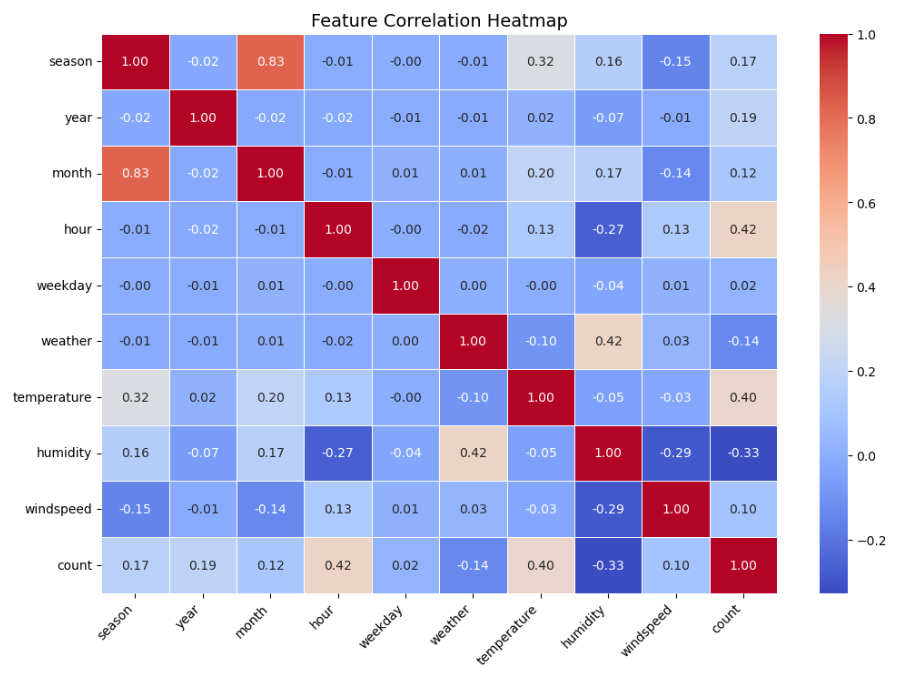 Feature Correlation Heatmap
season 1.00 -0.02 0.83 -0.01 -0.00 -0.01 0.32 0.16 -0.15 0.17
year -0.02 1.00 -0.02 -0.02 -0.01 -0.01 0.02 -0.07 -0.01 0.19
month 0.83 -0.02 1.00 -0.01 0.01 0.01 0.20 0.17 -0.14 0.12
hour -0.01 -0.02 -0.01 1.00 -0.00 -0.02 0.13 -0.27 0.13 0.42
weekday -0.00 -0.01 0.01 -0.00 1.00 0.00 -0.00 -0.04 0.01 0.02
weather -0.01 -0.01 0.01 -0.02 0.00 1.00 -0.10 0.42 0.03 -0.14
temperature 0.32 0.02 0.20 0.13 -0.00 -0.10 1.00 -0.05 -0.03 0.40
humidity 0.16 -0.07 0.17 -0.27 -0.04 0.42 -0.05 1.00 -0.29 -0.33
windspeed -0.15 -0.01 -0.14 0.13 0.01 0.03 -0.03 -0.29 1.00 0.10
count 0.17 0.19 0.12 0.42 0.02 -0.14 0.40 -0.33 0.10 1.00
season year month hour weekday weather temperature humidity windspeed count
1.0
0.8
0.6
0.4
0.2
0.0
−0.2